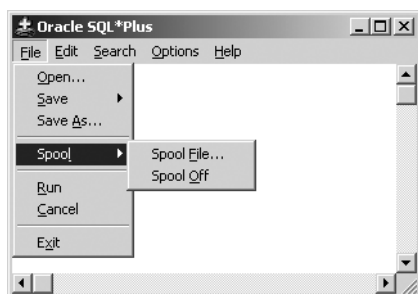 Oracle SQL*Plus
File Edit Search Options Help
Open...
Save
Save As...
Spool
Spool File...
Spool Off
Run
Cancel
Exit